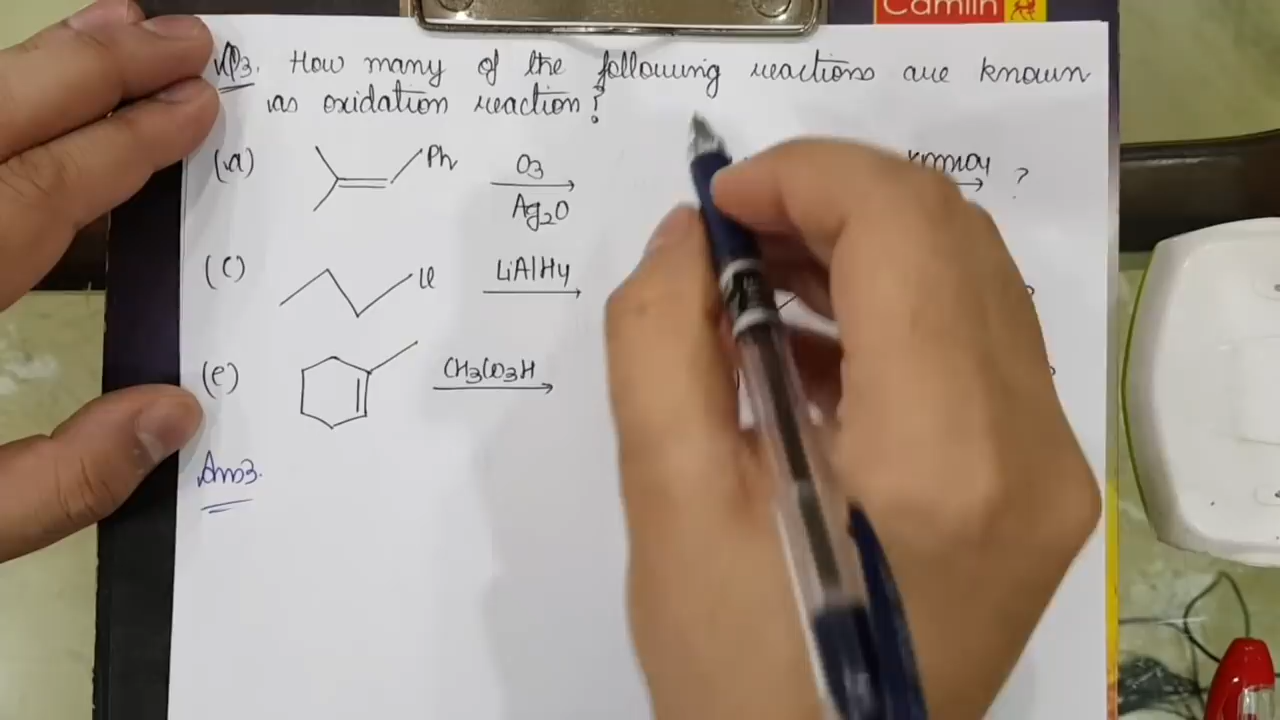 Camlin
Q3. How many of the following reactions are known
as oxidation reaction?
(a) Ph O3 Ag2O
KMnO4 ?
(c) Cl LiAlH4
(e) CH3CO3H
Ans3.